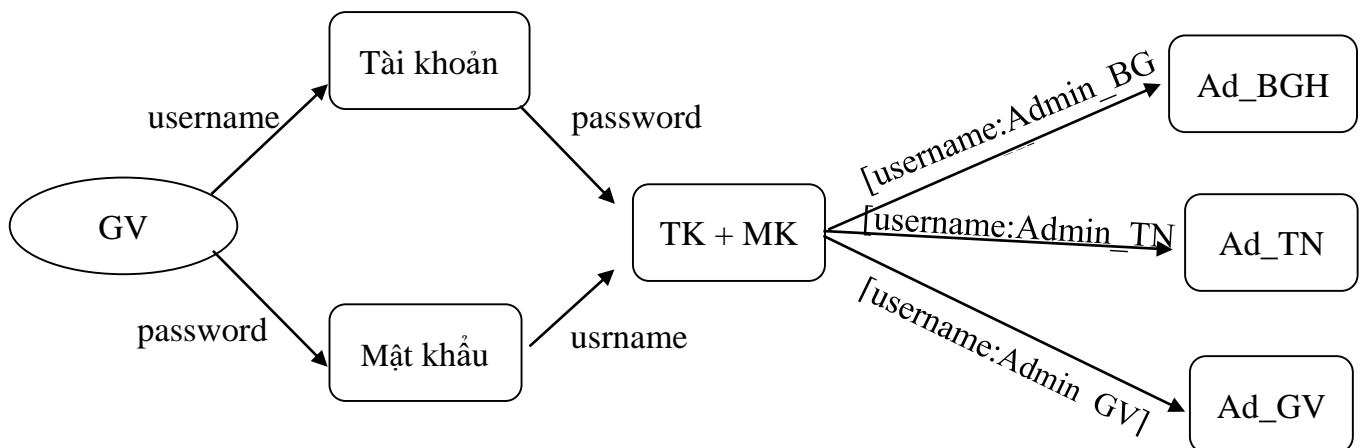 Tài khoản
username
password
GV
password
Mật khẩu
usrname
TK + MK
[username:Admin_BG
[username:Admin_TN
[username:Admin_GV]
Ad_BGH
Ad_TN
Ad_GV